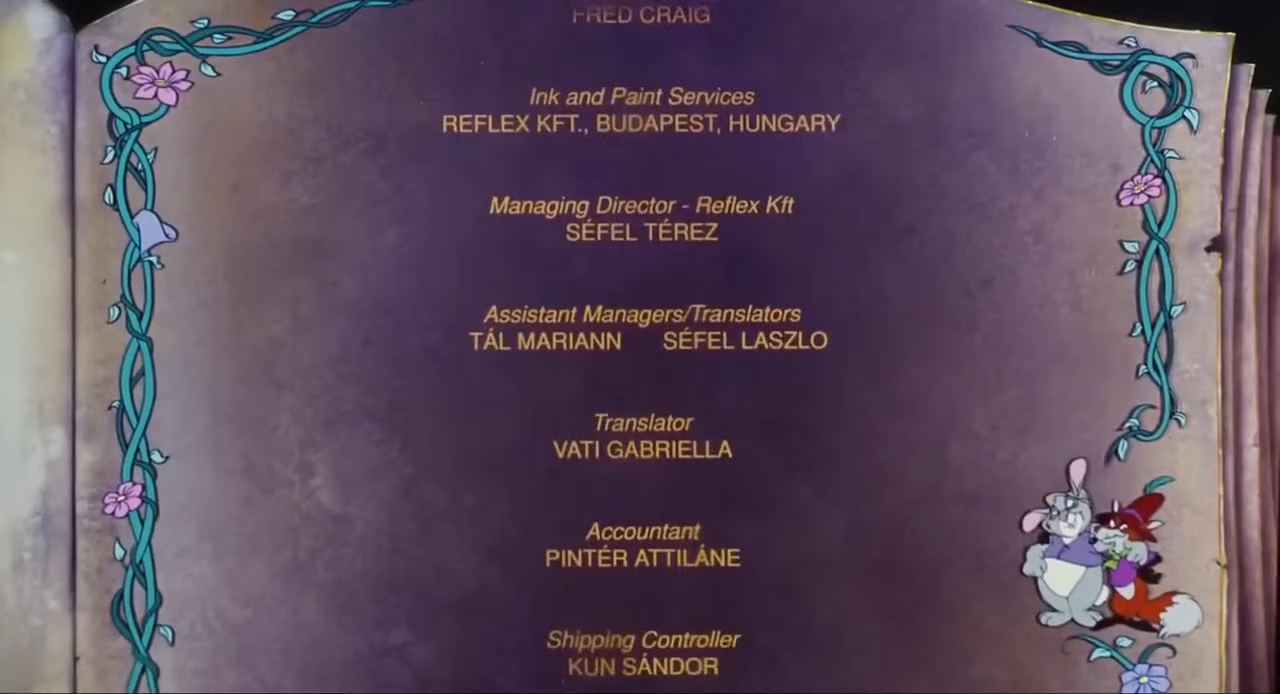 FRED CRAIG
Ink and Paint Services
REFLEX KFT., BUDAPEST, HUNGARY
Managing Director - Reflex Kft
SÉFEL TÉREZ
Assistant Managers/Translators
TÁL MARIANN SÉFEL LASZLO
Translator
VATI GABRIELLA
Accountant
PINTÉR ATTILÁNE
Shipping Controller
KUN SÁNDOR